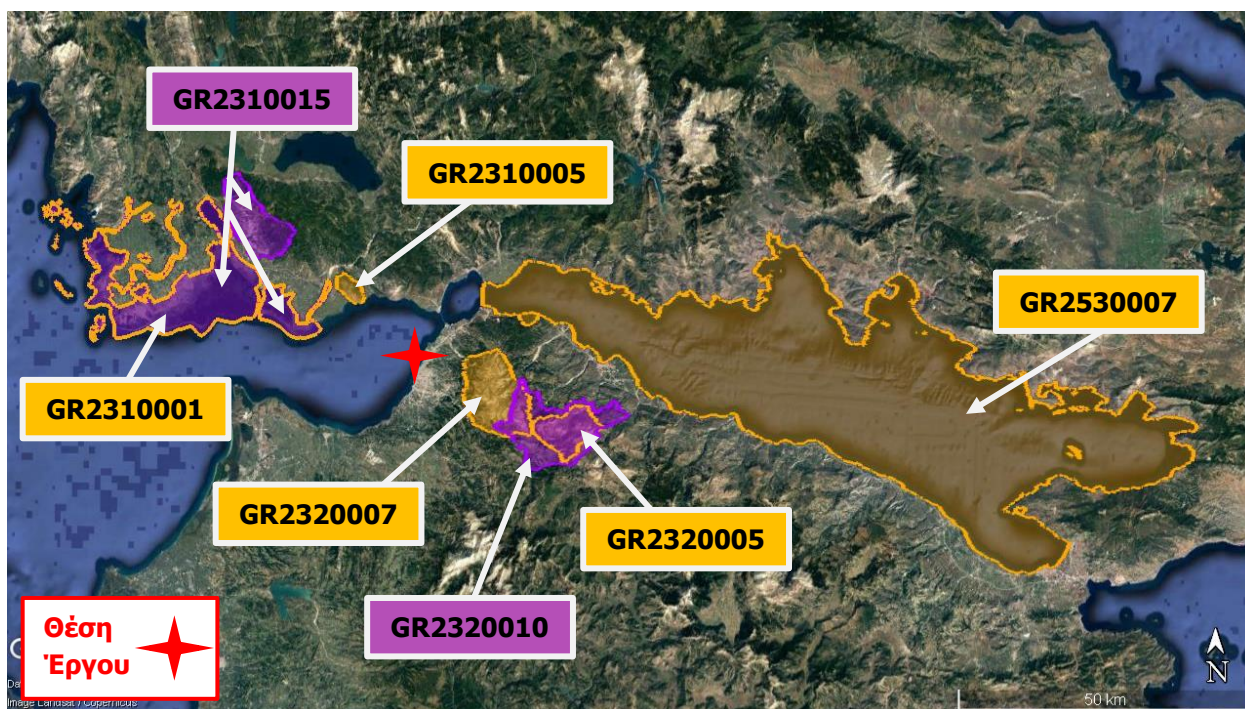 GR2310015
GR2310005
GR2530007
GR2310001
GR2320007
GR2320005
GR2320010
Θέση
Έργου
Image Landsat / Copernicus
50 km
N